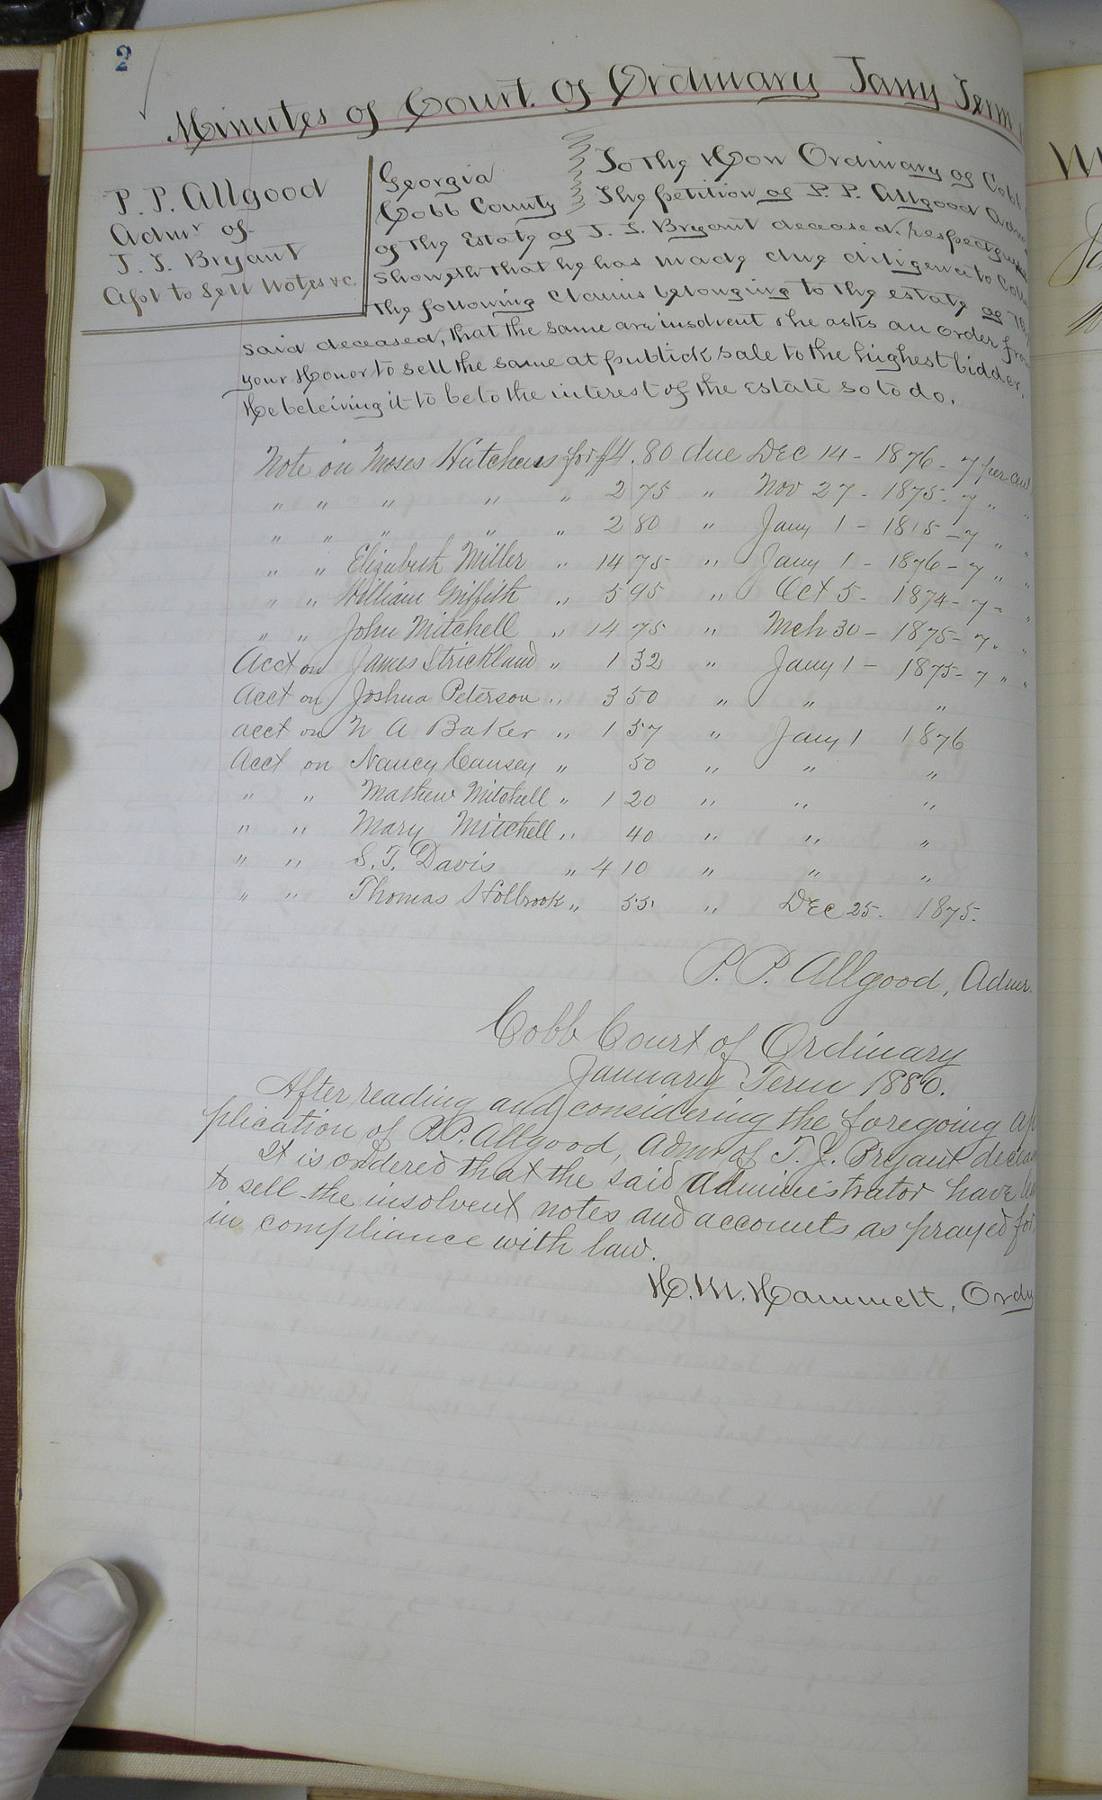 2
Minutes of Court of Ordinary Jany Term
P. P. Allgood
Admr of
T. J. Bryant
Apl to Sell Notes &c.
Georgia
Cobb County
To the Hon Ordinary of Cobb
The petition of P. P. Allgood Adm
of the Estate of T. J. Bryant deceased, respectfully
Showeth that he has made due diligence to
the following Claims belonging to the estate of
said deceased, that the same are insolvent & he asks an order from
your Honor to sell the same at publick sale to the highest bidder,
He beleiving it to be to the interest of the Estate so to do.
Note on Moses Hutchens for $4.80 due Dec 14 - 1876 - 7 per
" " " " " 2 75 " Nov 27 - 1875 - 7 " "
" " " " " 2 80 " Jany 1 - 1815 - 7 " "
" " Elizabeth Miller " 14 75 " Jany 1 - 1876 - 7 " "
" " William Griffith " 5 95 " Oct 5 - 1874 - 7 - "
" " John Mitchell " 14 75 " Mch 30 - 1875 - 7 " "
Acct on James Strickland " 1 32 " Jany 1 - 1875 - 7 " "
Acct on Joshua Peterson " 3 50 " " "
acct on N A Baker " 1 57 " Jany 1 1876
Acct on Nancy Causey " 50 " " "
" " Mathew Mitchell " 1 20 " " "
" " Mary Mitchell " 40 " " "
" " S. T. Davis " 4 10 " " "
" " Thomas Holbrook " 55 " Dec 25. 1875.
P. P. Allgood, Admr.
Cobb Court of Ordinary
January Term 1880.
After reading and considering the foregoing ap
plication of P. P. Allgood, Admr of T. J. Bryant
It is ordered that the said Administrator have
to sell the insolvent notes and accounts as prayed for
in compliance with law.
H. M. Hammett, Ordy